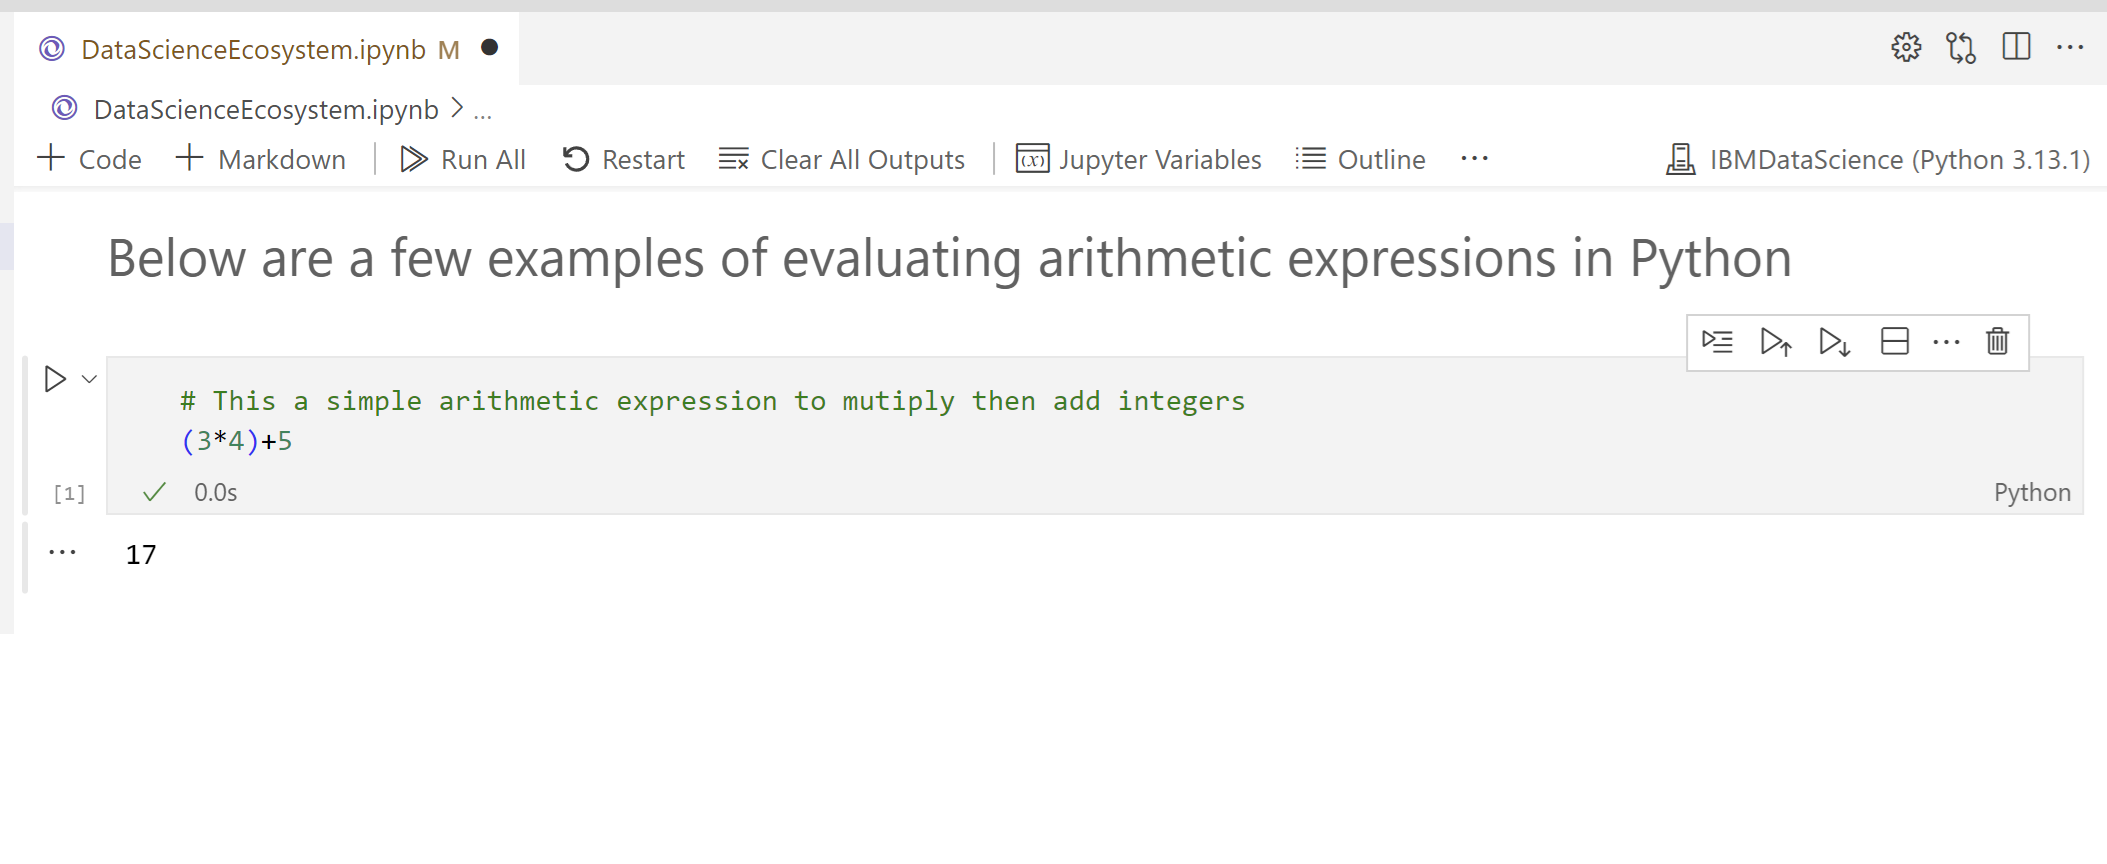 DataScienceEcosystem.ipynb M
DataScienceEcosystem.ipynb > ...
Code Markdown Run All Restart Clear All Outputs (x) Jupyter Variables Outline ... IBMDataScience (Python 3.13.1)
Below are a few examples of evaluating arithmetic expressions in Python
# This a simple arithmetic expression to mutiply then add integers
(3*4)+5
[1] 0.0s Python
17